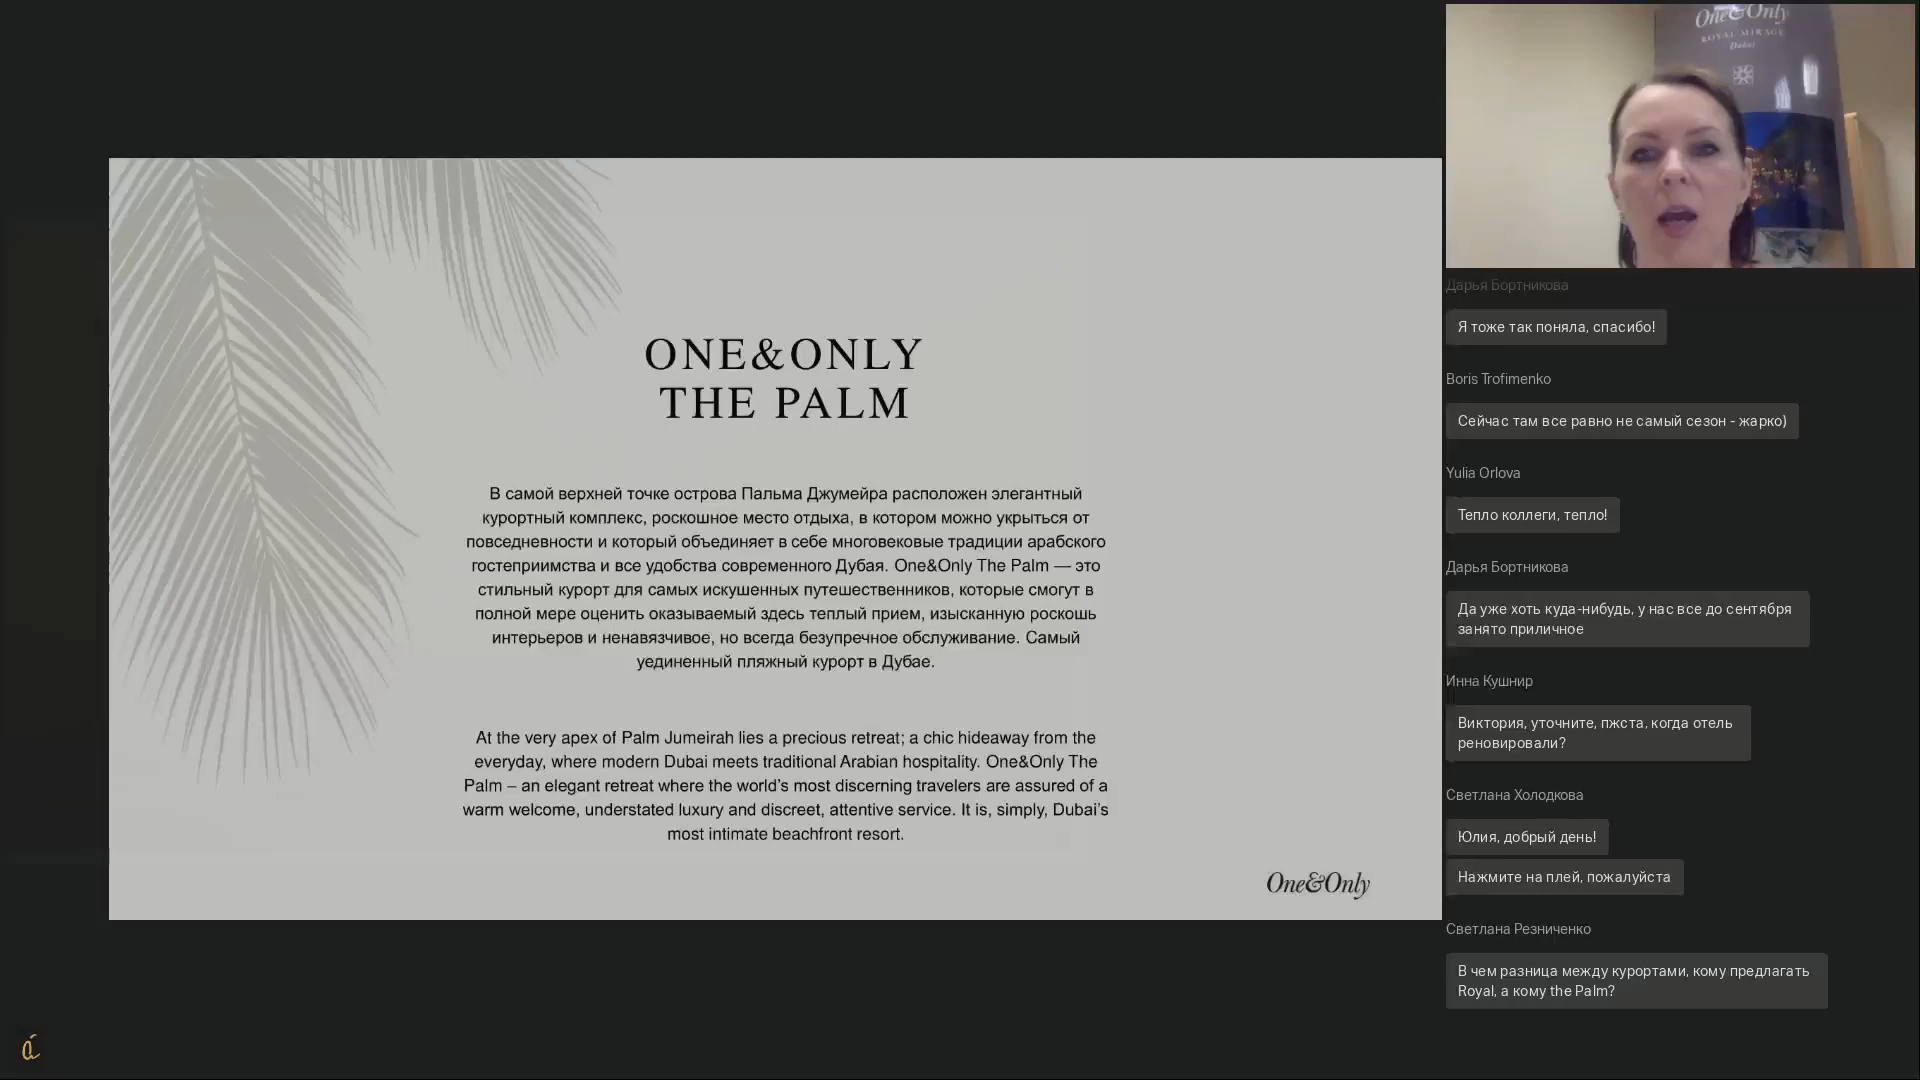 ONE&ONLY
THE PALM
В самой верхней точке острова Пальма Джумейра расположен элегантный
курортный комплекс, роскошное место отдыха, в котором можно укрыться от
повседневности и который объединяет в себе многовековые традиции арабского
гостеприимства и все удобства современного Дубая. One&Only The Palm — это
стильный курорт для самых искушенных путешественников, которые смогут в
полной мере оценить оказываемый здесь теплый прием, изысканную роскошь
интерьеров и ненавязчивое, но всегда безупречное обслуживание. Самый
уединенный пляжный курорт в Дубае.
At the very apex of Palm Jumeirah lies a precious retreat; a chic hideaway from the
everyday, where modern Dubai meets traditional Arabian hospitality. One&Only The
Palm – an elegant retreat where the world’s most discerning travelers are assured of a
warm welcome, understated luxury and discreet, attentive service. It is, simply, Dubai’s
most intimate beachfront resort.
One&Only
One&Only
ROYAL MIRAGE
Dubai
Дарья Бортникова
Я тоже так поняла, спасибо!
Boris Trofimenko
Сейчас там все равно не самый сезон - жарко)
Yulia Orlova
Тепло коллеги, тепло!
Дарья Бортникова
Да уже хоть куда-нибудь, у нас все до сентября
занято приличное
Инна Кушнир
Виктория, уточните, пжста, когда отель
реновировали?
Светлана Холодкова
Юлия, добрый день!
Нажмите на плей, пожалуйста
Светлана Резниченко
В чем разница между курортами, кому предлагать
Royal, а кому the Palm?
á